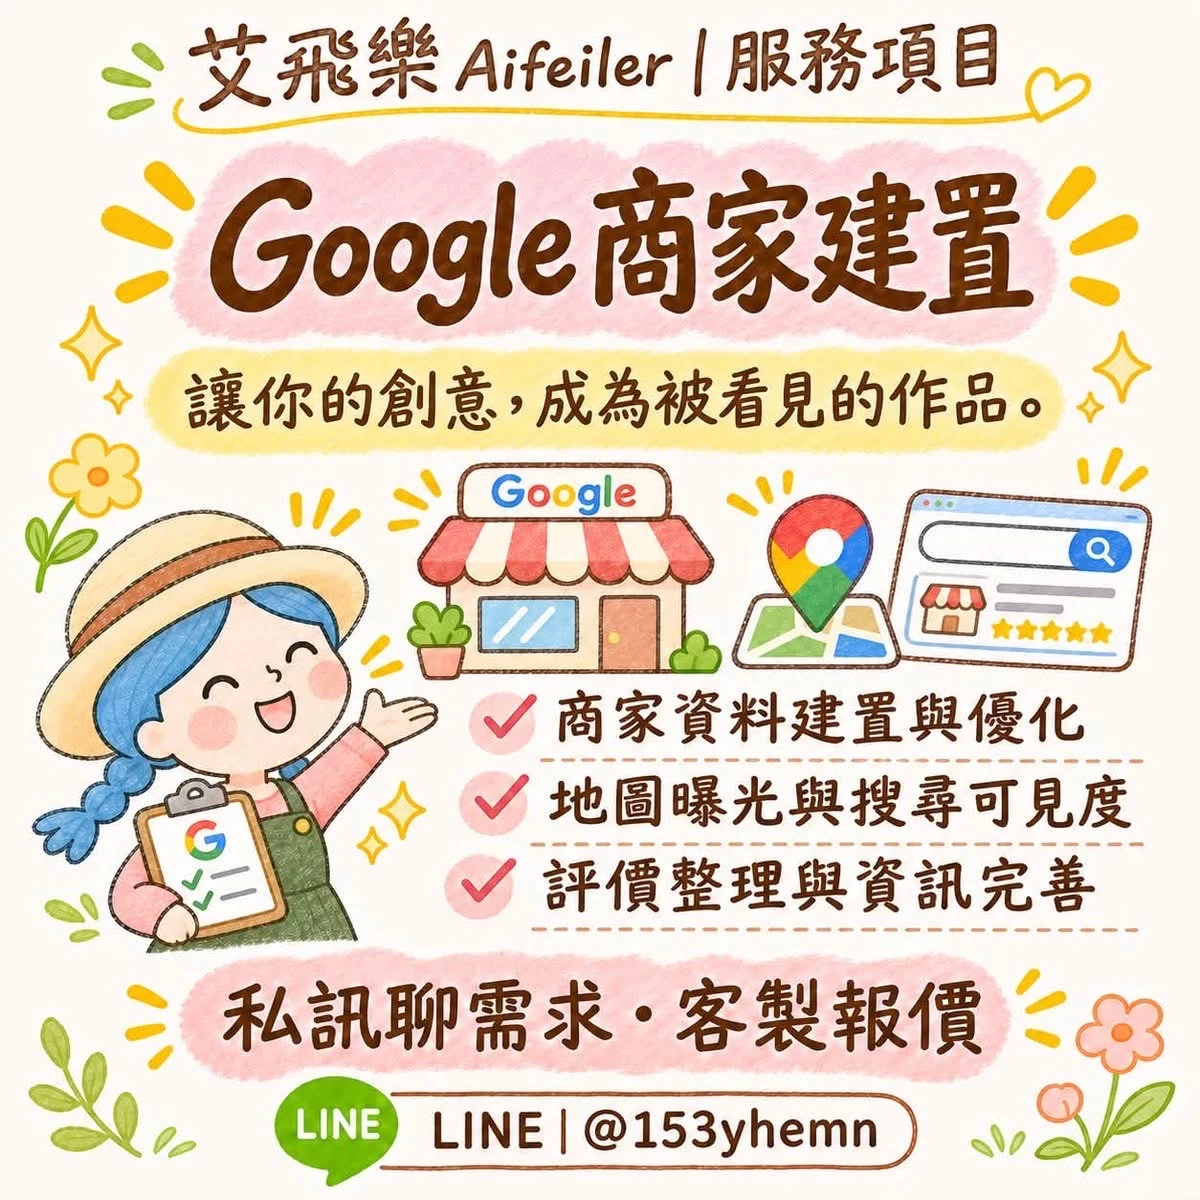 艾飛樂 Aifeiler | 服務項目
Google 商家建置
讓你的創意，成為被看見的作品。
Google
G
商家資料建置與優化
地圖曝光與搜尋可見度
評價整理與資訊完善
私訊聊需求・客製報價
LINE
LINE | @153yhemn